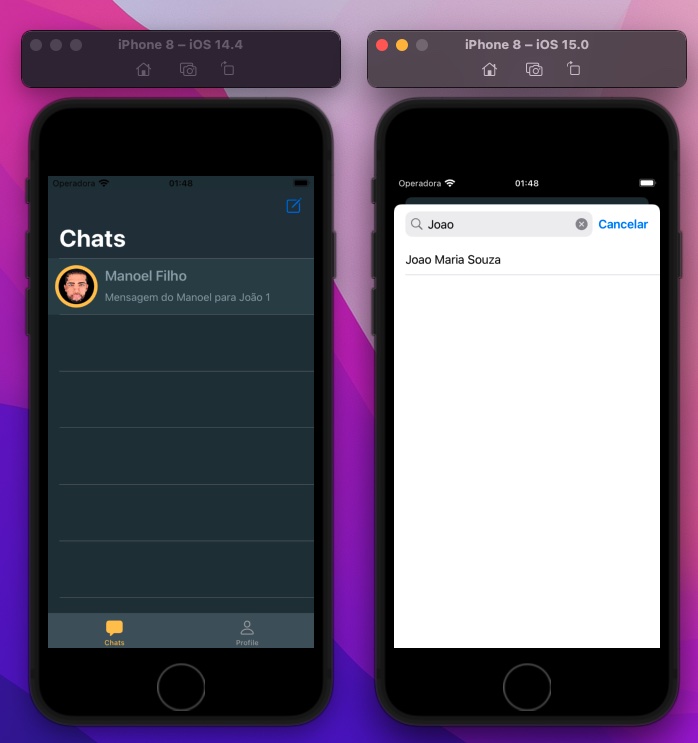 iPhone 8 – iOS 14.4
Operadora
01:48
Chats
Manoel Filho
Mensagem do Manoel para João 1
Chats
Profile
iPhone 8 – iOS 15.0
Operadora
01:48
Joao
Cancelar
Joao Maria Souza